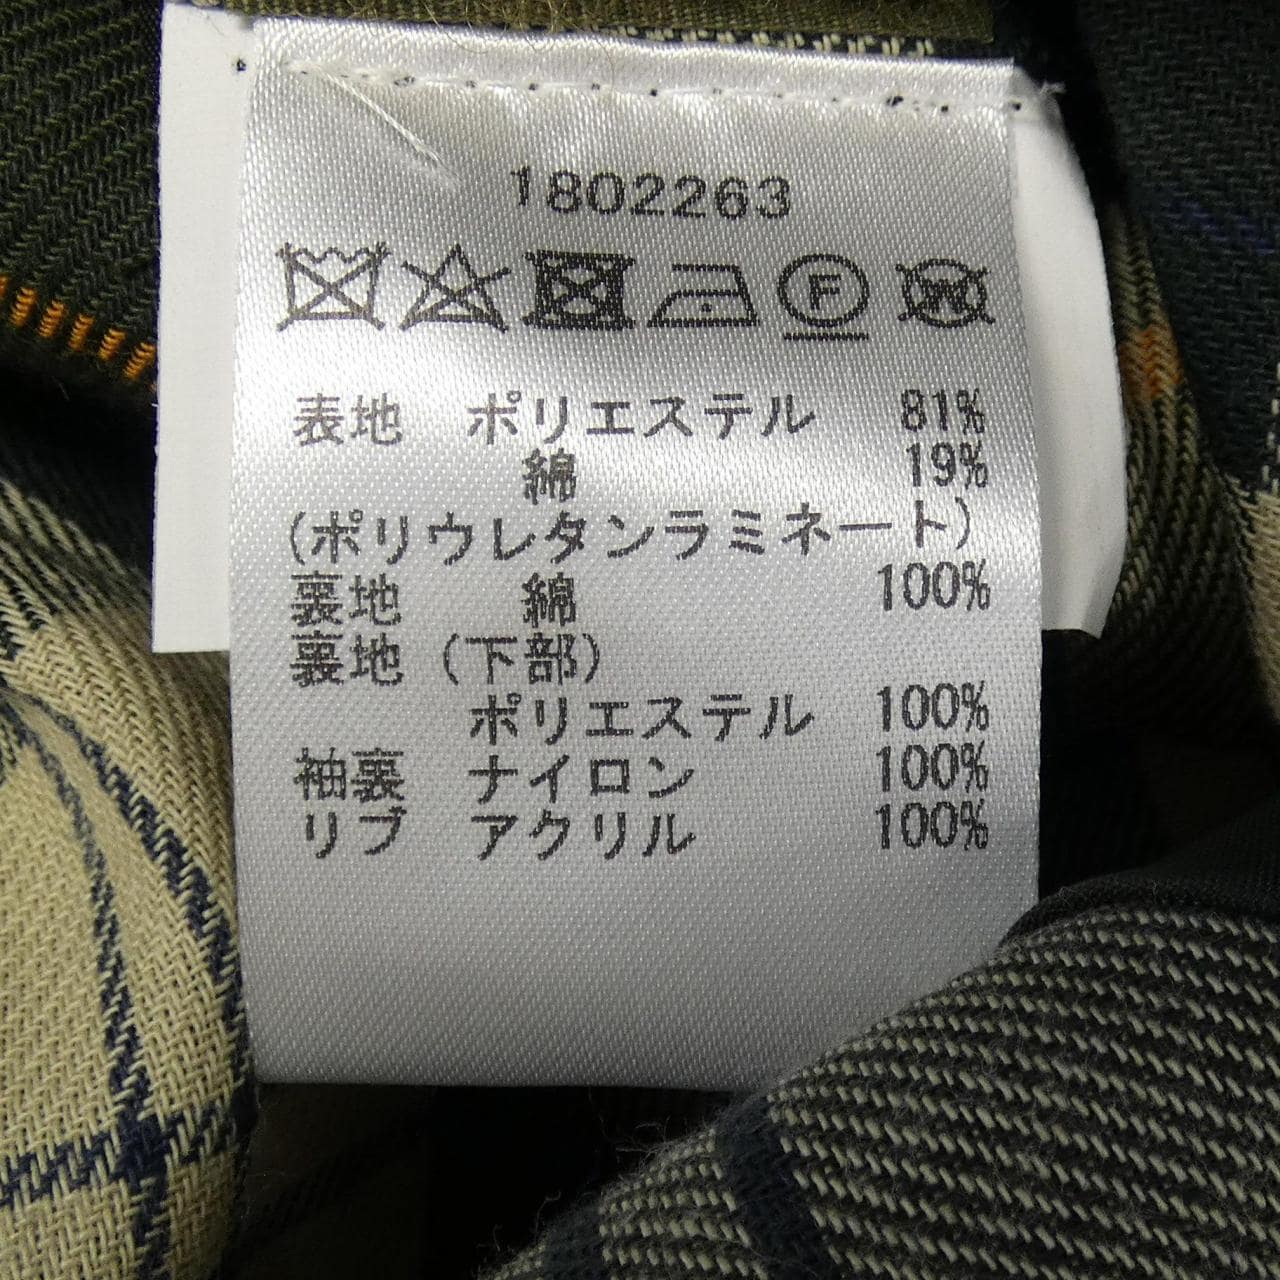 1802263
F W
表地 ポリエステル 81%
綿 19%
(ポリウレタンラミネート)
裏地 綿 100%
裏地 (下部)
ポリエステル 100%
袖裏 ナイロン 100%
リブ アクリル 100%